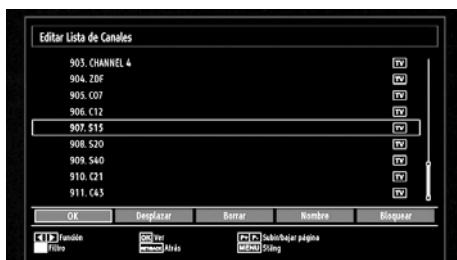 Editar Lista de Canales
903. CHANNEL 4 TV
904. ZDF TV
905. C07 TV
906. C12 TV
907. S15 TV
908. S20 TV
909. S40 TV
910. C21 TV
911. C43 TV
OK Desplazar Borrar Nombre Bloquear
Función OK Ver P+ P- Subir/bajar página
Filtro Atrás MENU Sting